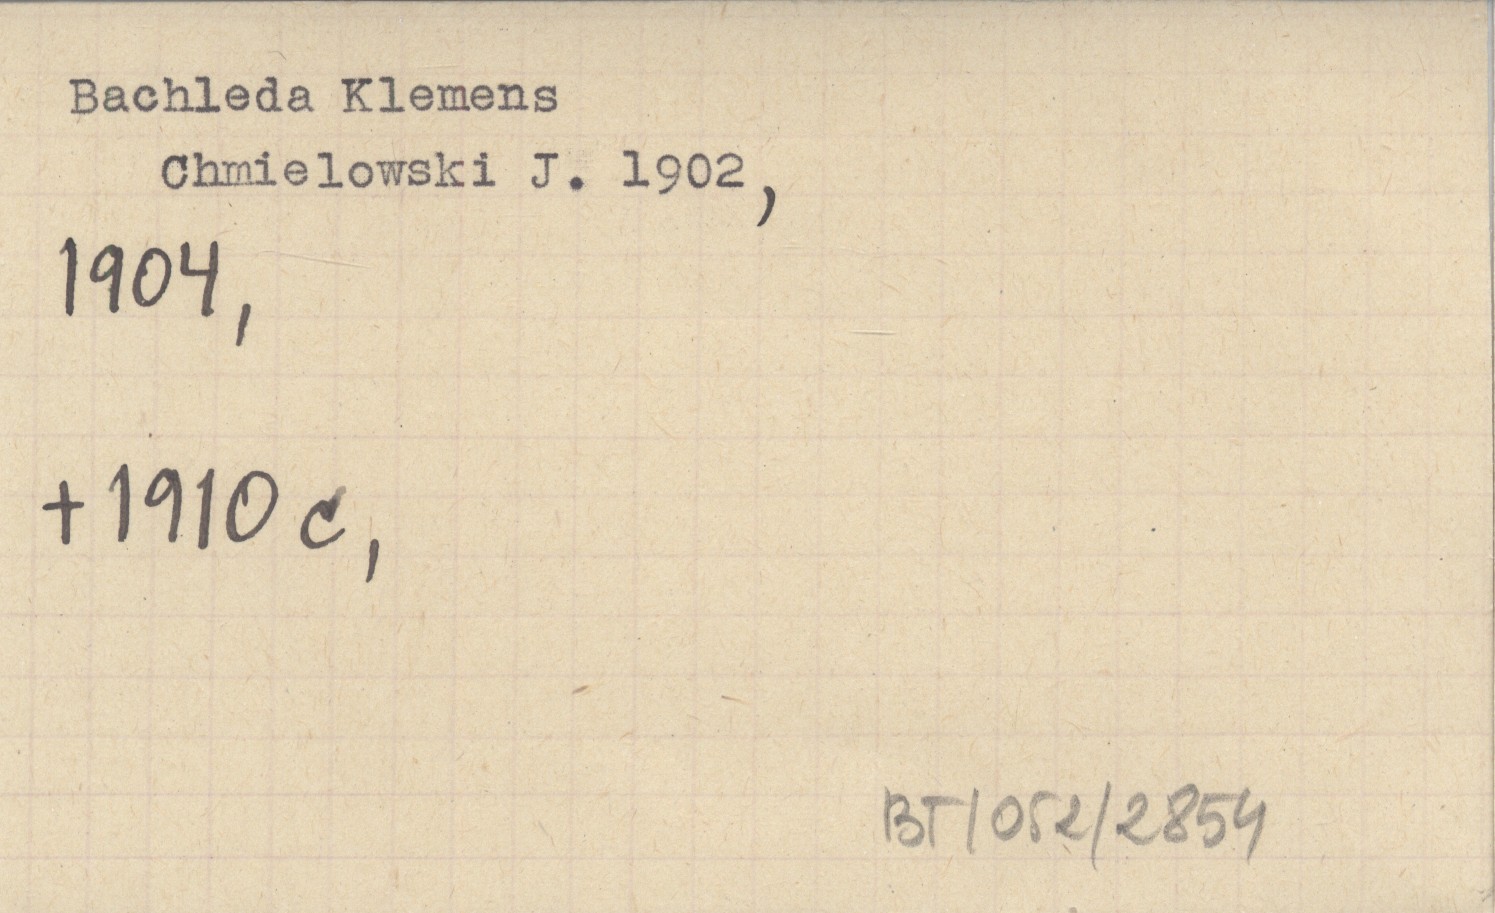 Bachleda Klemens
Chmielowski J. 1902,
1904,
+ 1910 c,
BT/052/2854